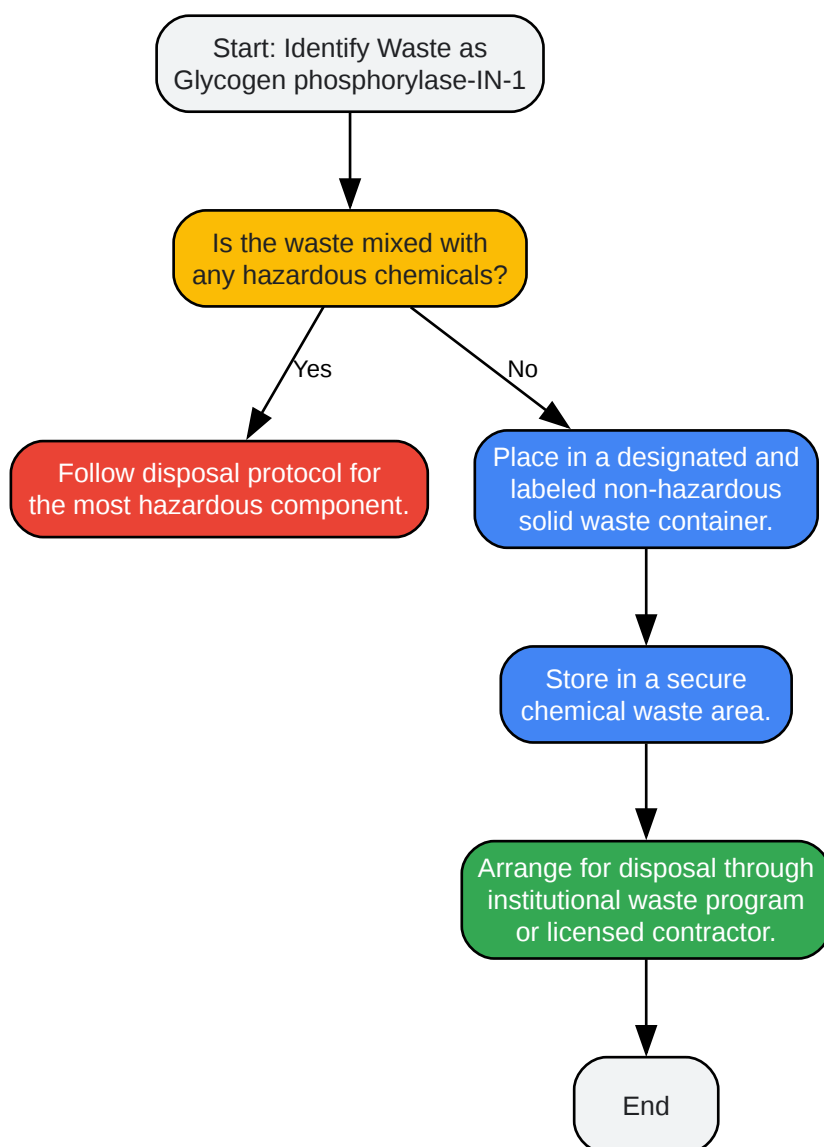 Start: Identify Waste as
Glycogen phosphorylase-IN-1
Is the waste mixed with
any hazardous chemicals?
Yes
No
Follow disposal protocol for
the most hazardous component.
Place in a designated and
labeled non-hazardous
solid waste container.
Store in a secure
chemical waste area.
Arrange for disposal through
institutional waste program
or licensed contractor.
End